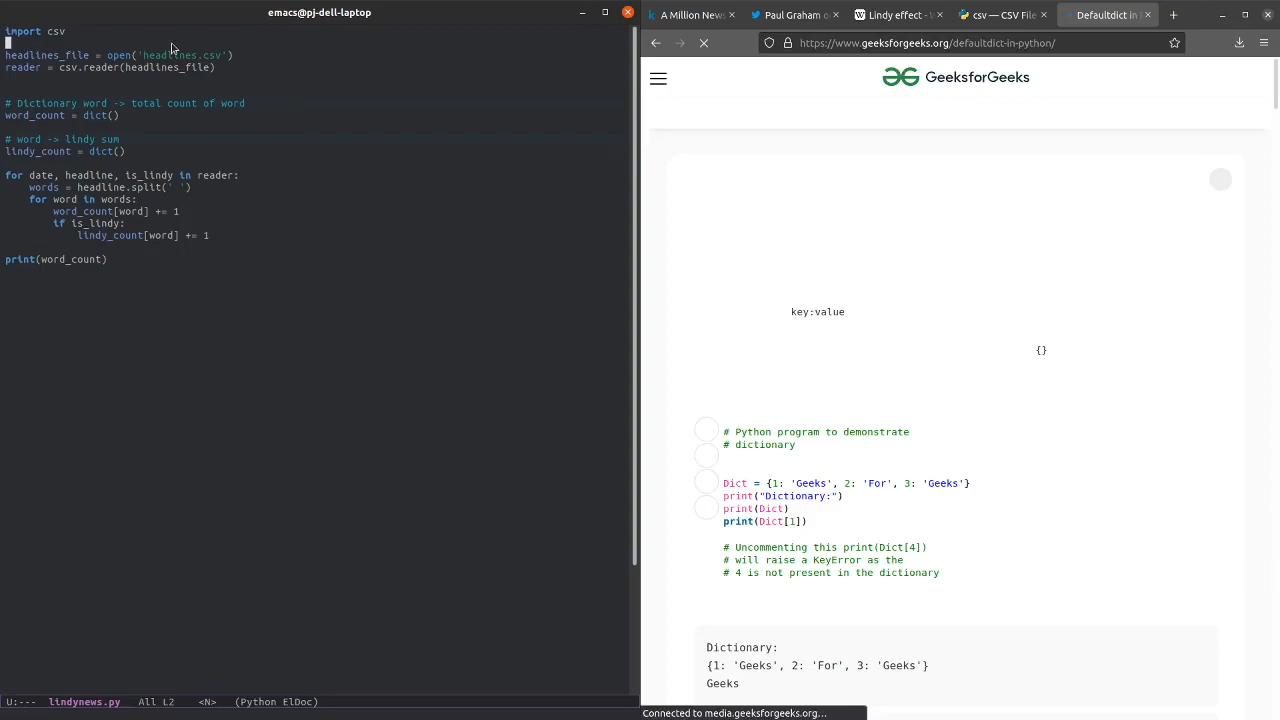 emacs@pj-dell-laptop
import csv
headlines_file = open('headlines.csv')
reader = csv.reader(headlines_file)
# Dictionary word -> total count of word
word_count = dict()
# word -> lindy sum
lindy_count = dict()
for date, headline, is_lindy in reader:
words = headline.split(' ')
for word in words:
word_count[word] += 1
if is_lindy:
lindy_count[word] += 1
print(word_count)
U:--- lindynews.py All L2 <N> (Python ElDoc)
A Million News
Paul Graham o
Lindy effect - W
csv — CSV File
Defaultdict in
https://www.geeksforgeeks.org/defaultdict-in-python/
GeeksforGeeks
key:value
{}
# Python program to demonstrate
# dictionary
Dict = {1: 'Geeks', 2: 'For', 3: 'Geeks'}
print("Dictionary:")
print(Dict)
print(Dict[1])
# Uncommenting this print(Dict[4])
# will raise a KeyError as the
# 4 is not present in the dictionary
Dictionary:
{1: 'Geeks', 2: 'For', 3: 'Geeks'}
Geeks
Connected to media.geeksforgeeks.org...